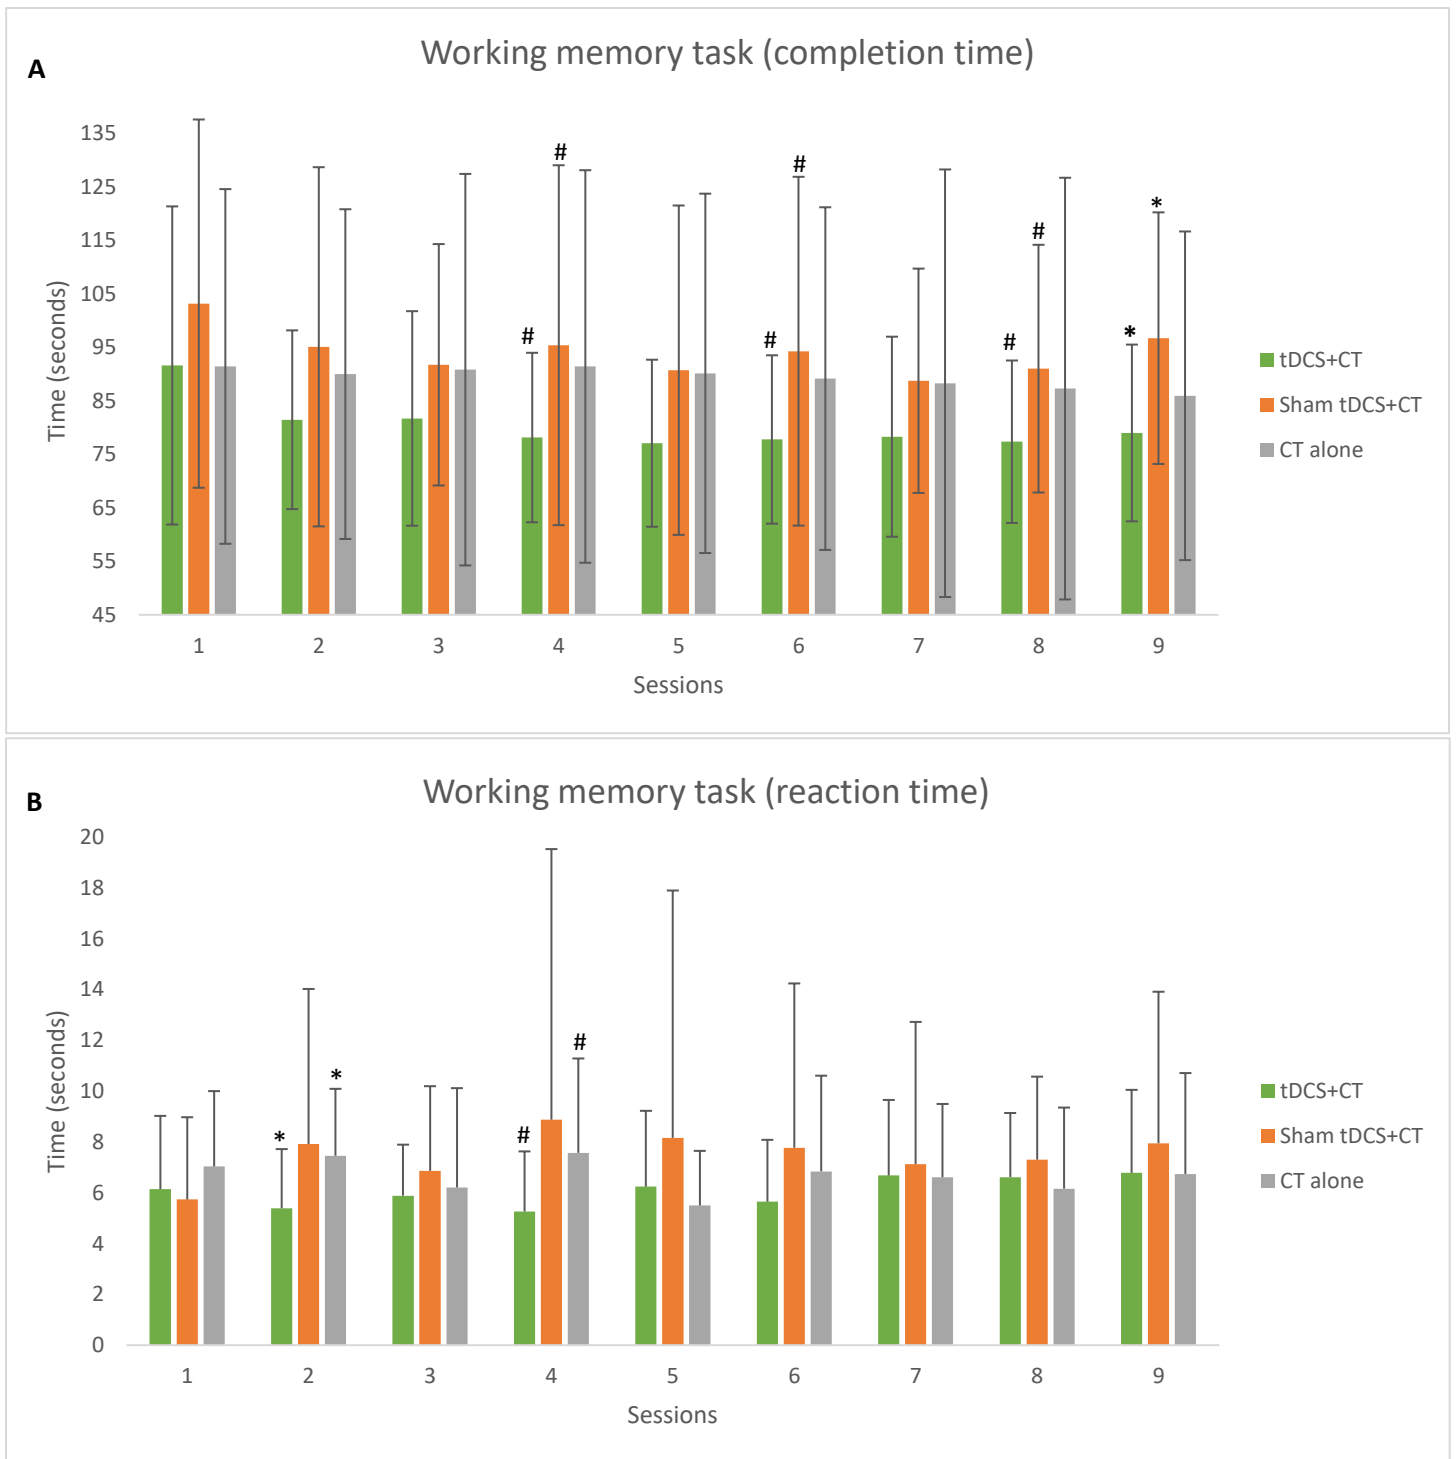 A
Working memory task (completion time)
135
125
115
105
95
85
75
65
55
45
Time (seconds)
# # # # # # * *
1 2 3 4 5 6 7 8 9
Sessions
tDCS+CT
Sham tDCS+CT
CT alone
B
Working memory task (reaction time)
20
18
16
14
12
10
8
6
4
2
0
Time (seconds)
* * # #
1 2 3 4 5 6 7 8 9
Sessions
tDCS+CT
Sham tDCS+CT
CT alone